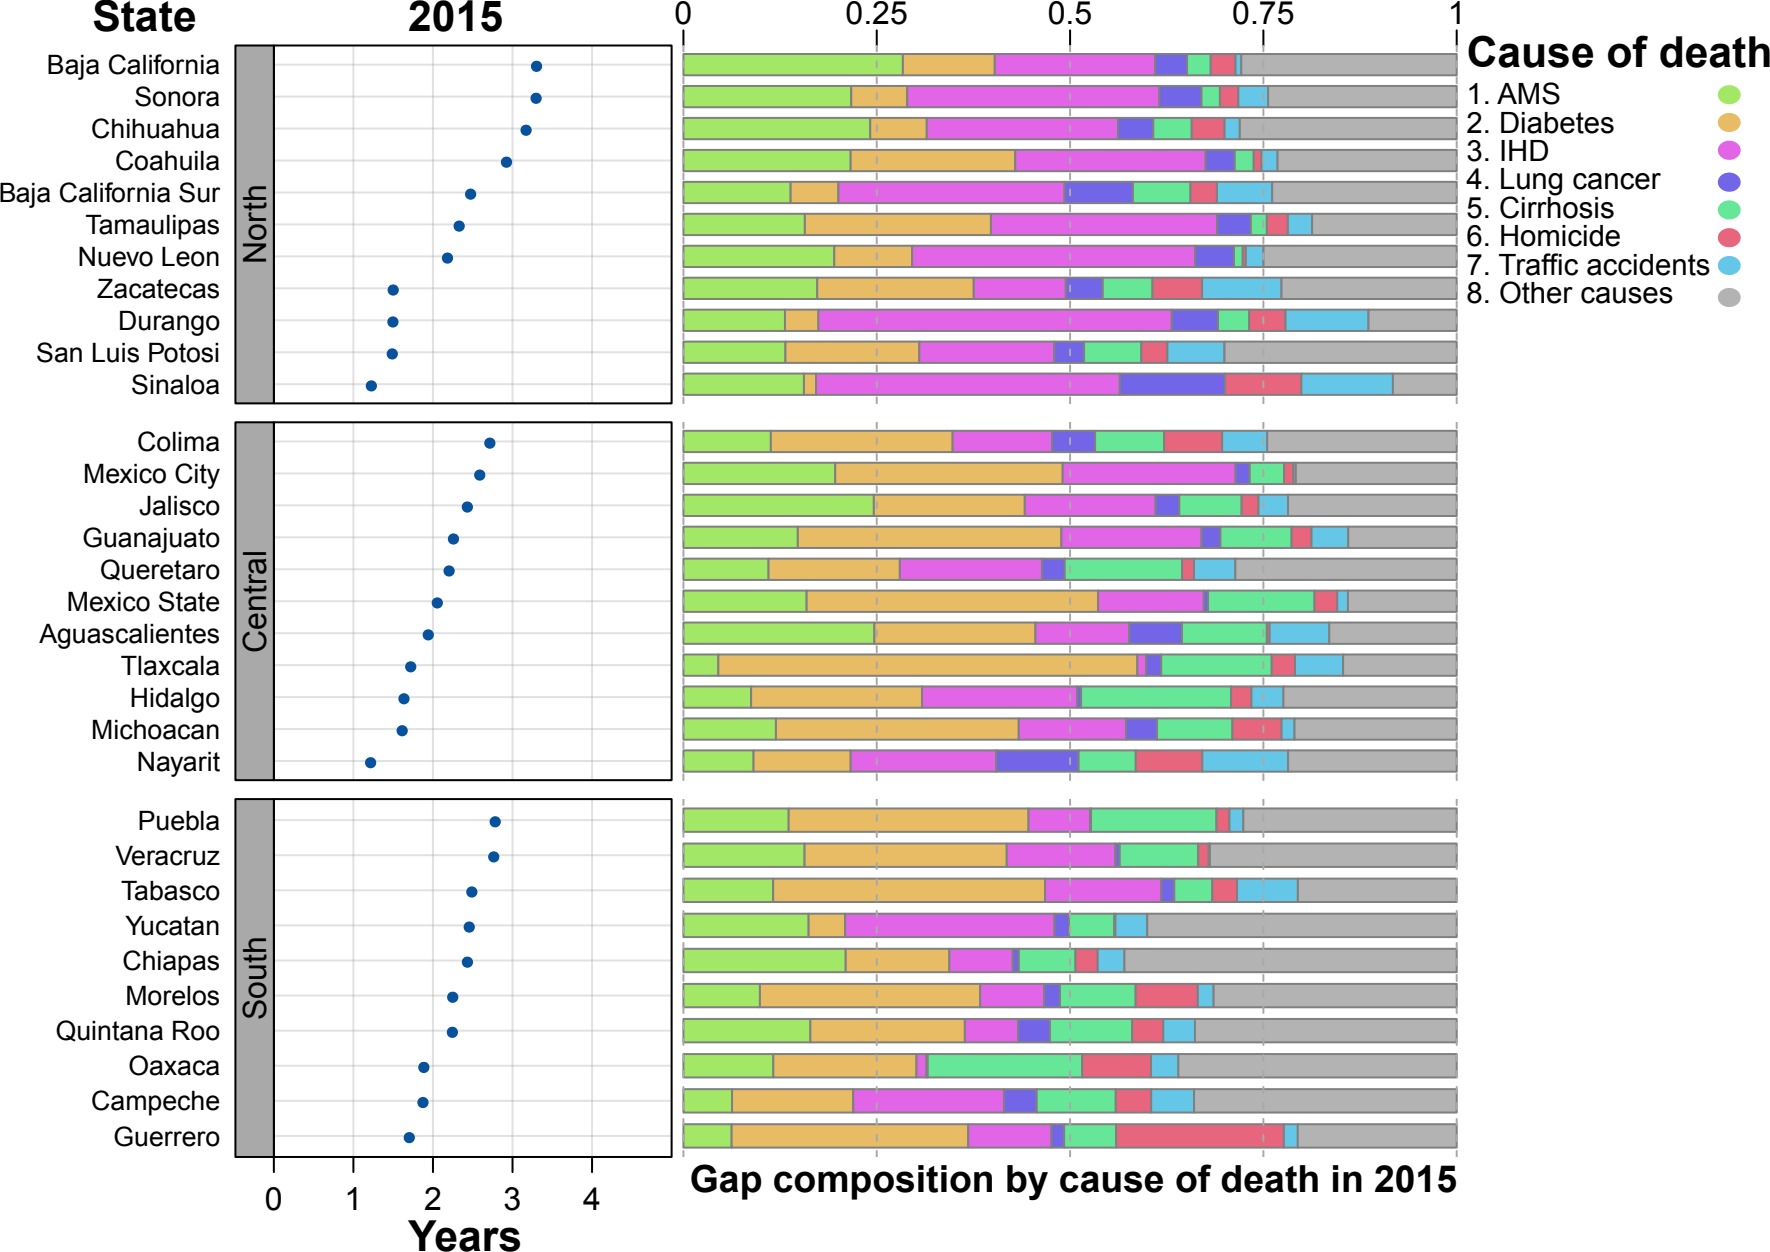 State 2015 0 0.25 0.5 0.75 1
Cause of death
1. AMS
2. Diabetes
3. IHD
4. Lung cancer
5. Cirrhosis
6. Homicide
7. Traffic accidents
8. Other causes
North
Baja California
Sonora
Chihuahua
Coahuila
Baja California Sur
Tamaulipas
Nuevo Leon
Zacatecas
Durango
San Luis Potosi
Sinaloa
Central
Colima
Mexico City
Jalisco
Guanajuato
Queretaro
Mexico State
Aguascalientes
Tlaxcala
Hidalgo
Michoacan
Nayarit
South
Puebla
Veracruz
Tabasco
Yucatan
Chiapas
Morelos
Quintana Roo
Oaxaca
Campeche
Guerrero
0 1 2 3 4
Years
Gap composition by cause of death in 2015